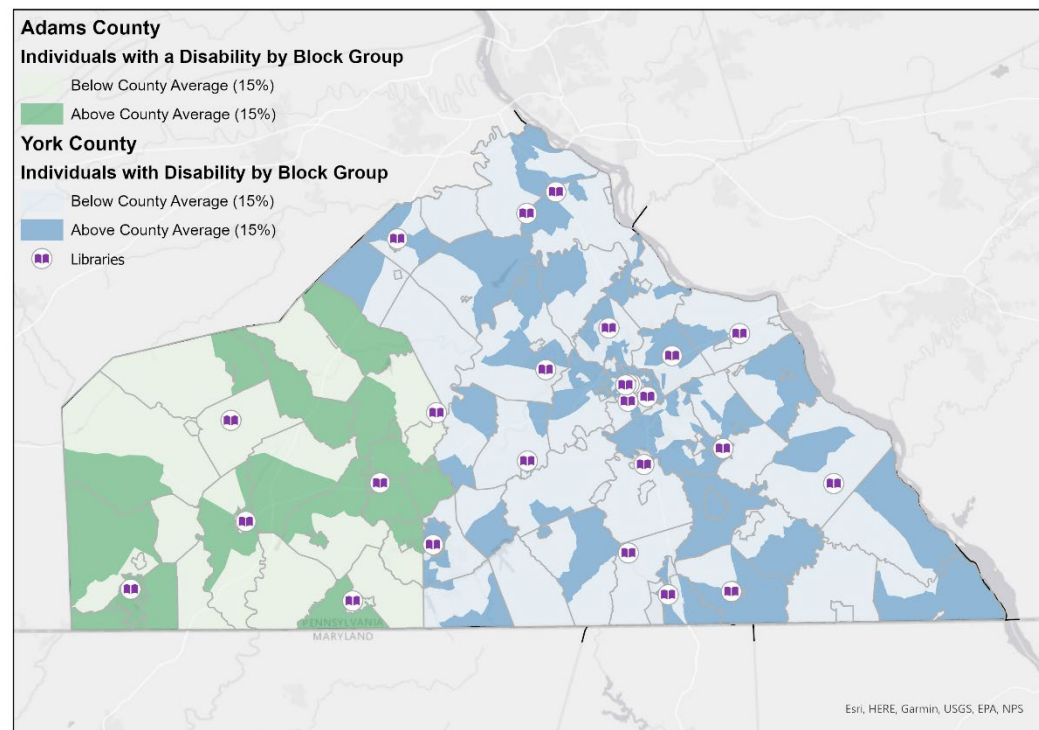 Adams County
Individuals with a Disability by Block Group
Below County Average (15%)
Above County Average (15%)
York County
Individuals with Disability by Block Group
Below County Average (15%)
Above County Average (15%)
Libraries
PENNSYLVANIA
MARYLAND
Esri, HERE, Garmin, USGS, EPA, NPS